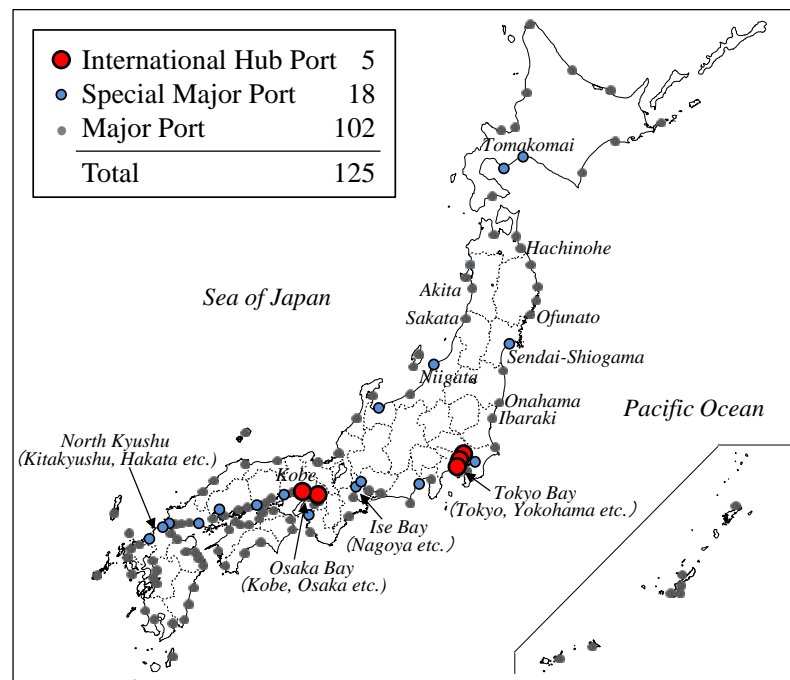 International Hub Port 5
Special Major Port 18
Major Port 102
Total 125
Tomakomai
Hachinohe
Sea of Japan
Akita
Sakata
Ofunato
Sendai-Shiogama
Niigata
Onahama
Ibaraki
Pacific Ocean
North Kyushu
(Kitakyushu, Hakata etc.)
Kobe
Tokyo Bay
(Tokyo, Yokohama etc.)
Ise Bay
(Nagoya etc.)
Osaka Bay
(Kobe, Osaka etc.)